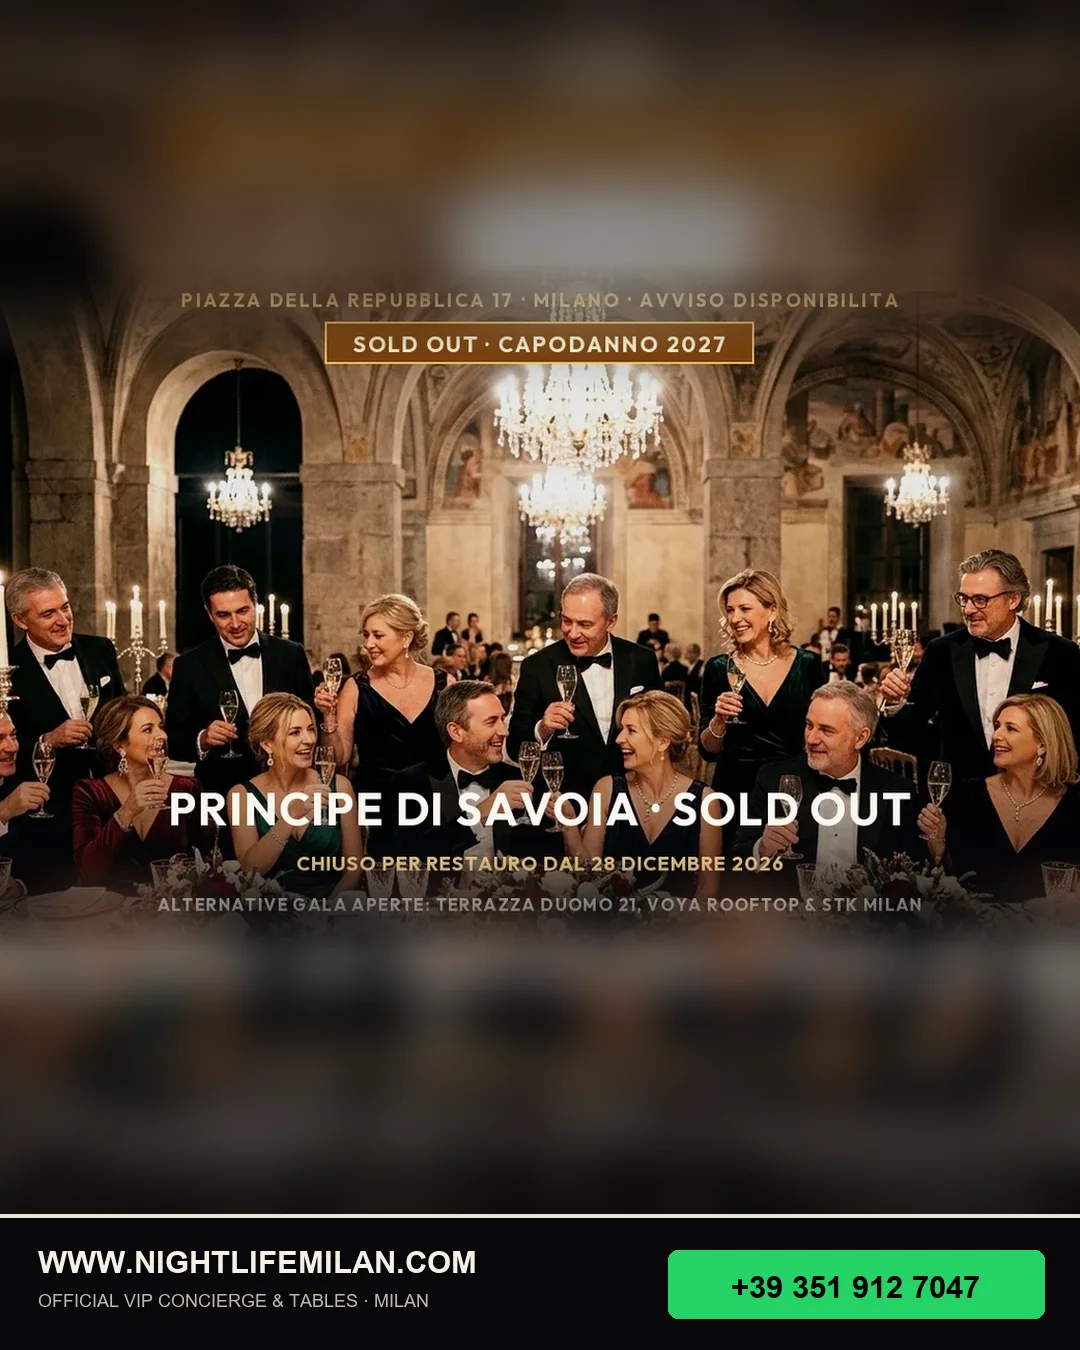 PIAZZA DELLA REPUBBLICA 17 · MILANO · AVVISO DISPONIBILITA
SOLD OUT · CAPODANNO 2027
PRINCIPE DI SAVOIA · SOLD OUT
CHIUSO PER RESTAURO DAL 28 DICEMBRE 2026
ALTERNATIVE GALA APERTE: TERRAZZA DUOMO 21, VOYA ROOFTOP & STK MILAN
WWW.NIGHTLIFEMILAN.COM
OFFICIAL VIP CONCIERGE & TABLES · MILAN
+39 351 912 7047